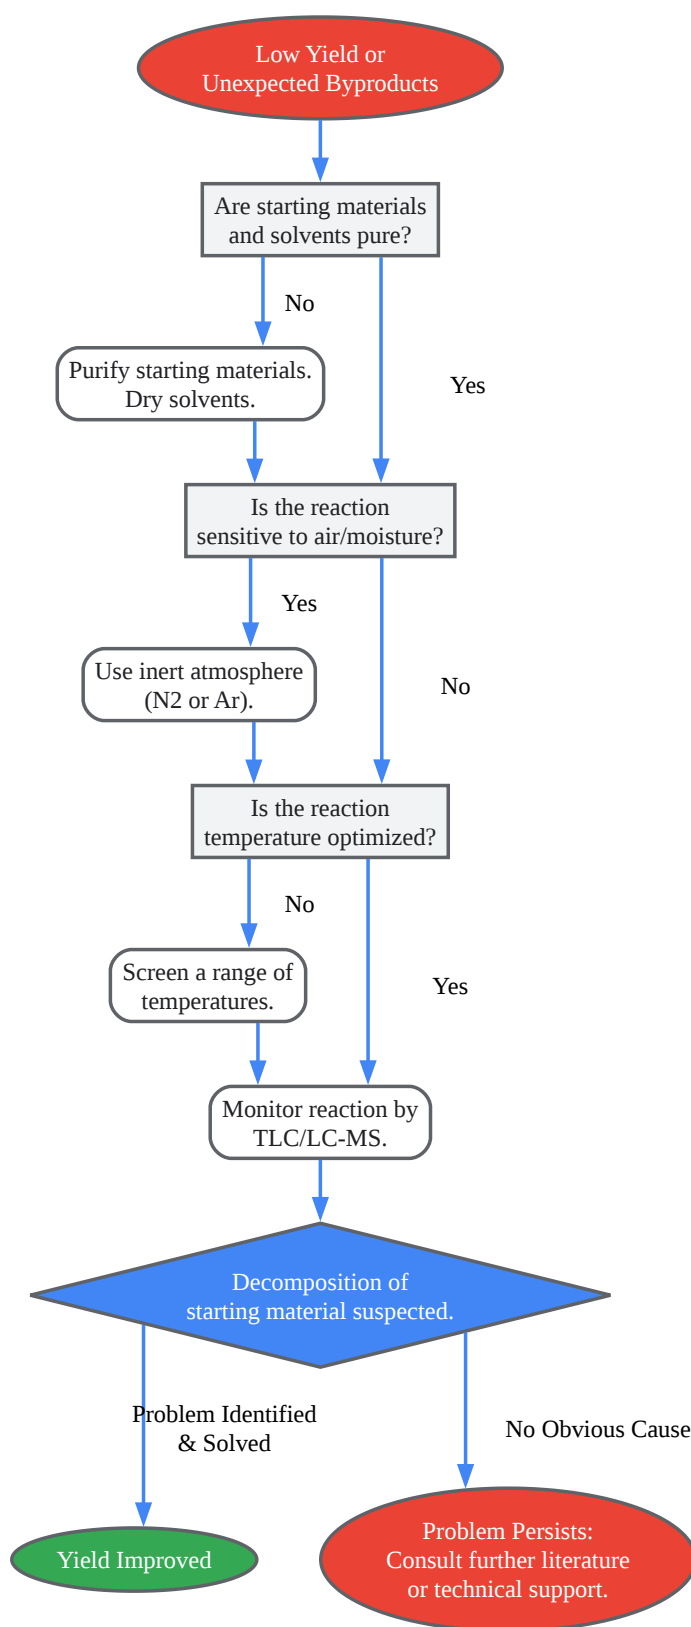 Low Yield or
Unexpected Byproducts
Are starting materials
and solvents pure?
No
Purify starting materials.
Dry solvents.
Yes
Is the reaction
sensitive to air/moisture?
Yes
Use inert atmosphere
(N2 or Ar).
No
Is the reaction
temperature optimized?
No
Screen a range of
temperatures.
Yes
Monitor reaction by
TLC/LC-MS.
Decomposition of
starting material suspected.
Problem Identified
& Solved
No Obvious Cause
Yield Improved
Problem Persists:
Consult further literature
or technical support.